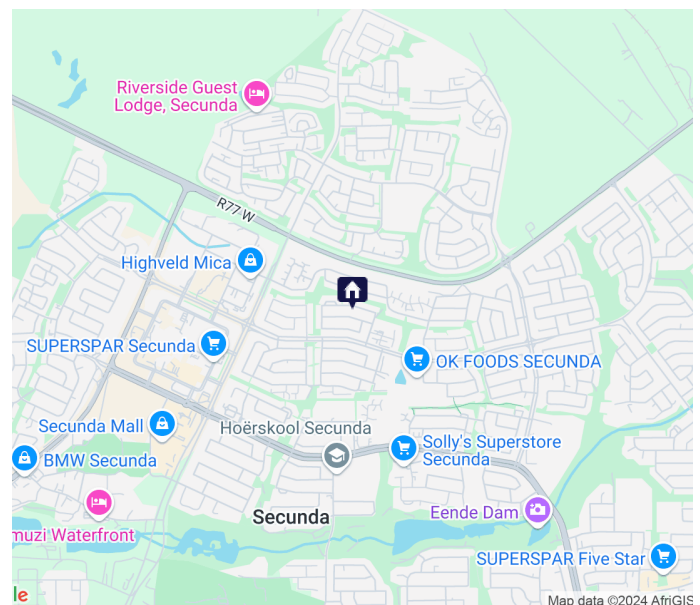 Riverside Guest
Lodge, Secunda
R77 W
Highveld Mica
SUPERSPAR Secunda
OK FOODS SECUNDA
Secunda Mall
Hoërskool Secunda
Solly's Superstore
Secunda
BMW Secunda
muzi Waterfront
Secunda
Eende Dam
SUPERSPAR Five Star
le
Map data ©2024 AfriGIS